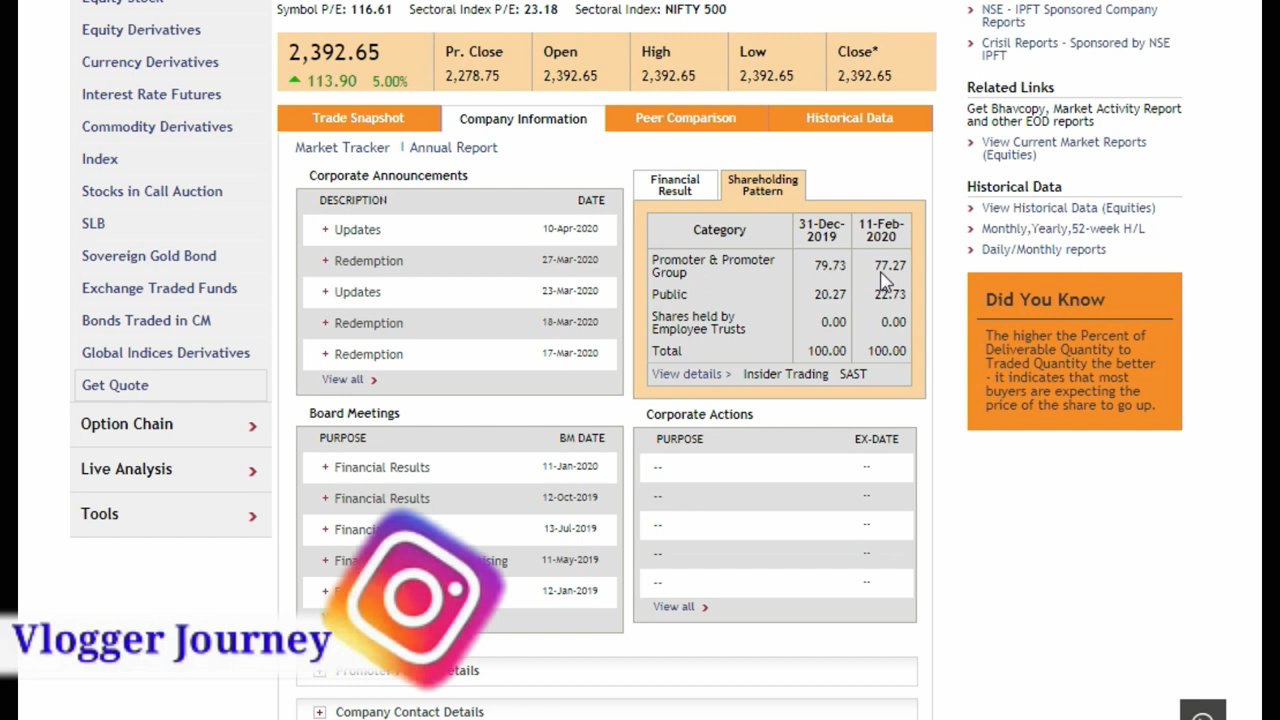 Equity Stock
Equity Derivatives
Currency Derivatives
Interest Rate Futures
Commodity Derivatives
Index
Stocks in Call Auction
SLB
Sovereign Gold Bond
Exchange Traded Funds
Bonds Traded in CM
Global Indices Derivatives
Get Quote
Option Chain
Live Analysis
Tools
Symbol P/E: 116.61 Sectoral Index P/E: 23.18 Sectoral Index: NIFTY 500
2,392.65
113.90 5.00%
Pr. Close Open High Low Close*
2,278.75 2,392.65 2,392.65 2,392.65 2,392.65
Trade Snapshot Company Information Peer Comparison Historical Data
Market Tracker | Annual Report
Corporate Announcements
DESCRIPTION DATE
+ Updates 10-Apr-2020
+ Redemption 27-Mar-2020
+ Updates 23-Mar-2020
+ Redemption 18-Mar-2020
+ Redemption 17-Mar-2020
View all >
Financial Result
Shareholding Pattern
Category 31-Dec-2019 11-Feb-2020
Promoter & Promoter Group 79.73 77.27
Public 20.27 22.73
Shares held by Employee Trusts 0.00 0.00
Total 100.00 100.00
View details > Insider Trading SAST
Board Meetings
PURPOSE BM DATE
+ Financial Results 11-Jan-2020
+ Financial Results 12-Oct-2019
13-Jul-2019
11-May-2019
12-Jan-2019
Corporate Actions
PURPOSE EX-DATE
-- --
-- --
-- --
-- --
-- --
View all >
+ Company Contact Details
NSE - IPFT Sponsored Company
Reports
Crisil Reports - Sponsored by NSE
IPFT
Related Links
Get Bhavcopy, Market Activity Report
and other EOD reports
View Current Market Reports
(Equities)
Historical Data
View Historical Data (Equities)
Monthly,Yearly,52-week H/L
Daily/Monthly reports
Did You Know
The higher the Percent of
Deliverable Quantity to
Traded Quantity the better
- it indicates that most
buyers are expecting the
price of the share to go up.
Vlogger Journey